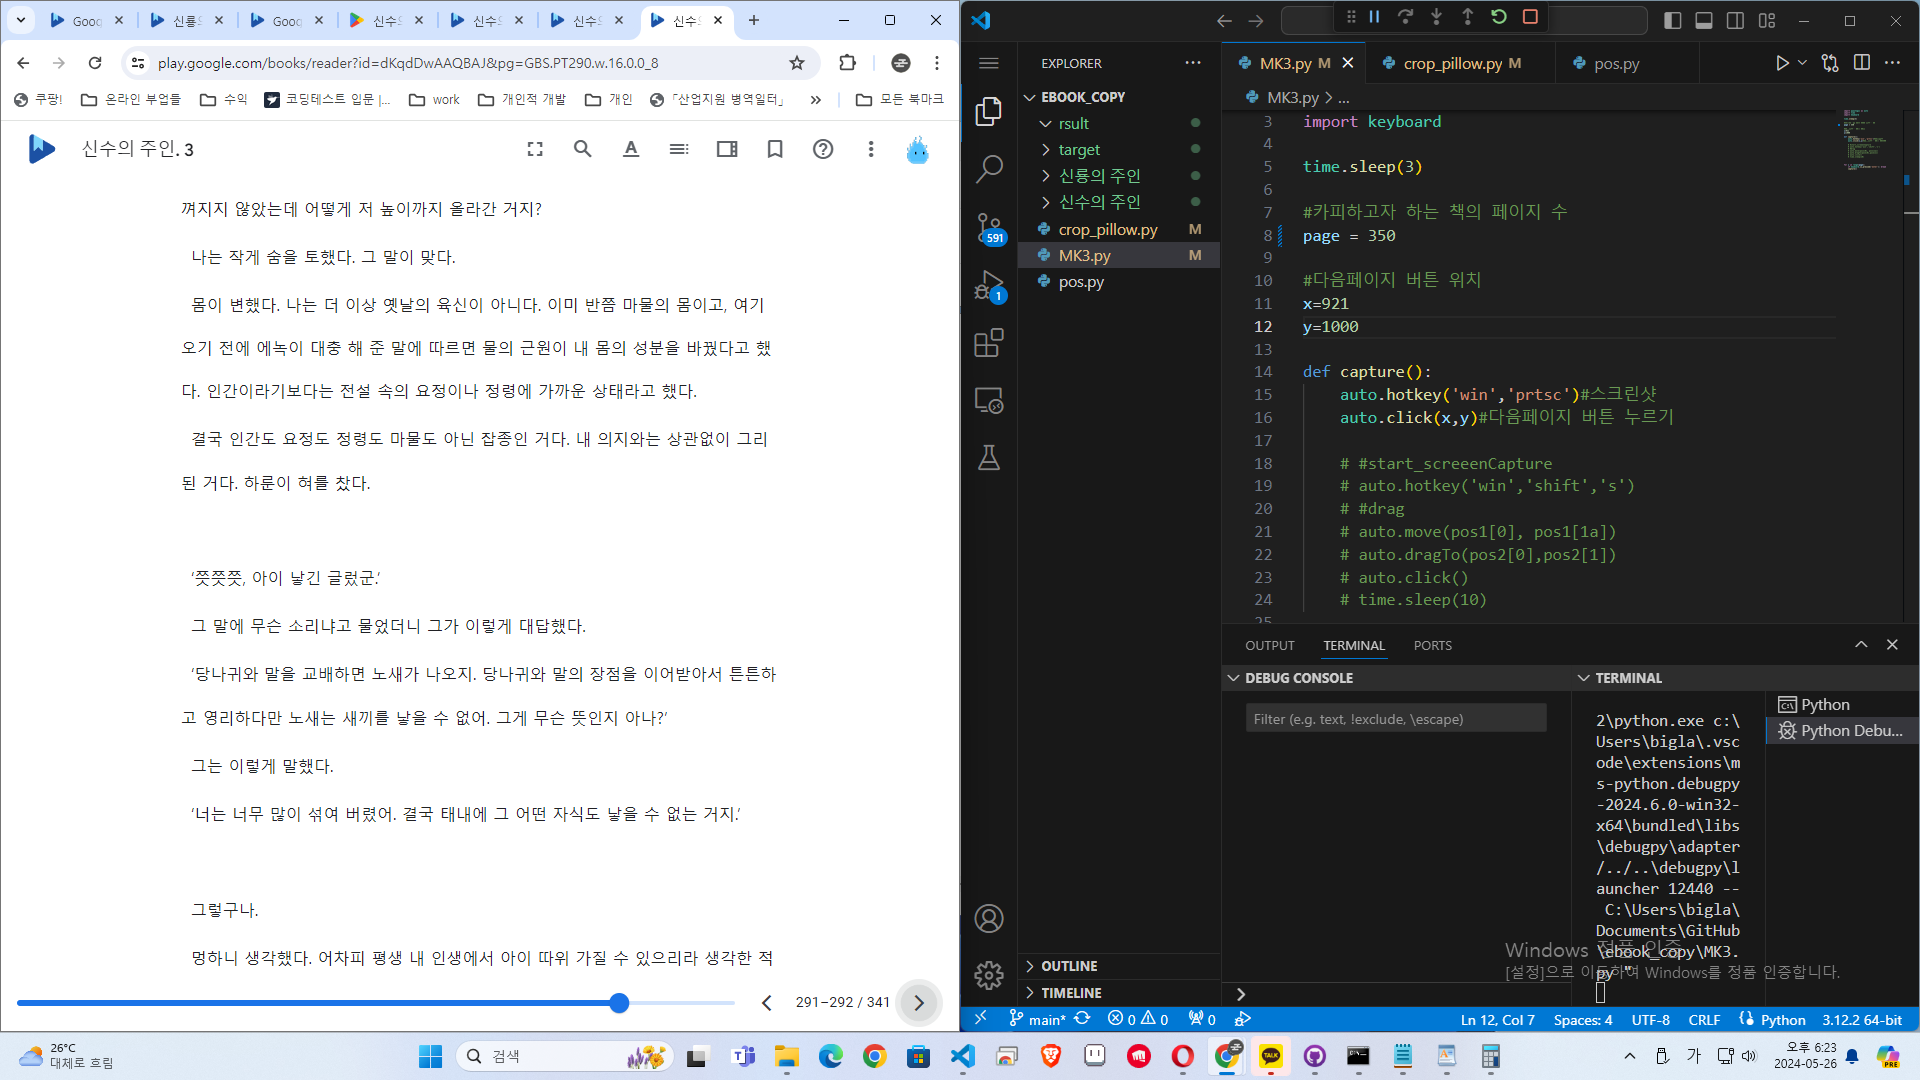 Goog
신룡으
Goog
신수으
신수으
신수으
신수으
play.google.com/books/reader?id=dKqdDwAAQBAJ&pg=GBS.PT290.w.16.0.0_8
쿠팡!
온라인 부업들
수익
코딩테스트 입문 |...
work
개인적 개발
개인
「산업지원 병역일터」
»
모든 북마크
신수의 주인. 3
껴지지 않았는데 어떻게 저 높이까지 올라간 거지?
나는 작게 숨을 토했다. 그 말이 맞다.
몸이 변했다. 나는 더 이상 옛날의 육신이 아니다. 이미 반쯤 마물의 몸이고, 여기
오기 전에 에녹이 대충 해 준 말에 따르면 물의 근원이 내 몸의 성분을 바꿨다고 했
다. 인간이라기보다는 전설 속의 요정이나 정령에 가까운 상태라고 했다.
결국 인간도 요정도 정령도 마물도 아닌 잡종인 거다. 내 의지와는 상관없이 그리
된 거다. 하룬이 혀를 찼다.
‘쯧쯧쯧, 아이 낳긴 글렀군.’
그 말에 무슨 소리냐고 물었더니 그가 이렇게 대답했다.
‘당나귀와 말을 교배하면 노새가 나오지. 당나귀와 말의 장점을 이어받아서 튼튼하
고 영리하다만 노새는 새끼를 낳을 수 없어. 그게 무슨 뜻인지 아나?’
그는 이렇게 말했다.
‘너는 너무 많이 섞여 버렸어. 결국 태내에 그 어떤 자식도 낳을 수 없는 거지.’
그렇구나.
멍하니 생각했다. 어차피 평생 내 인생에서 아이 따위 가질 수 있으리라 생각한 적
291–292 / 341
EXPLORER
EBOOK_COPY
rsult
target
신룡의 주인
신수의 주인
crop_pillow.py M
MK3.py M
pos.py
591
1
OUTLINE
TIMELINE
MK3.py M
crop_pillow.py M
pos.py
MK3.py > ...
3 import keyboard
4
5 time.sleep(3)
6
7 #카피하고자 하는 책의 페이지 수
8 page = 350
9
10 #다음페이지 버튼 위치
11 x=921
12 y=1000
13
14 def capture():
15 auto.hotkey('win','prtsc')#스크린샷
16 auto.click(x,y)#다음페이지 버튼 누르기
17
18 # #start_screeenCapture
19 # auto.hotkey('win','shift','s')
20 # #drag
21 # auto.move(pos1[0], pos1[1a])
22 # auto.dragTo(pos2[0],pos2[1])
23 # auto.click()
24 # time.sleep(10)
25
OUTPUT
TERMINAL
PORTS
DEBUG CONSOLE
Filter (e.g. text, !exclude, \escape)
TERMINAL
2\python.exe c:\
Users\bigla\.vsc
ode\extensions\m
s-python.debugpy
-2024.6.0-win32-
x64\bundled\libs
\debugpy\adapter
/../..\debugpy\l
auncher 12440 --
C:\Users\bigla\
Documents\GitHub
\ebook_copy\MK3.
py "
Python
Python Debu...
Windows 정품 인증
[설정]으로 이동하여 Windows를 정품 인증합니다.
main*
0
0
0
Ln 12, Col 7
Spaces: 4
UTF-8
CRLF
Python
3.12.2 64-bit
26°C
대체로 흐림
검색
TALK
가
오후 6:23
2024-05-26
PRE